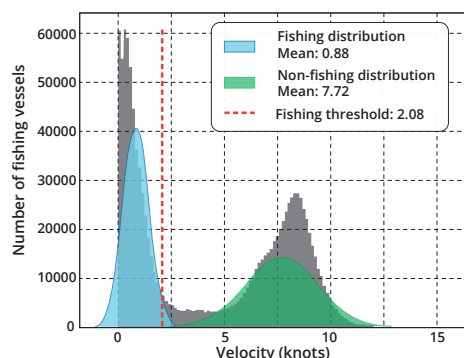 60000
50000
40000
30000
20000
10000
0
Number of fishing vessels
Fishing distribution
Mean: 0.88
Non-fishing distribution
Mean: 7.72
Fishing threshold: 2.08
0 5 10 15
Velocity (knots)